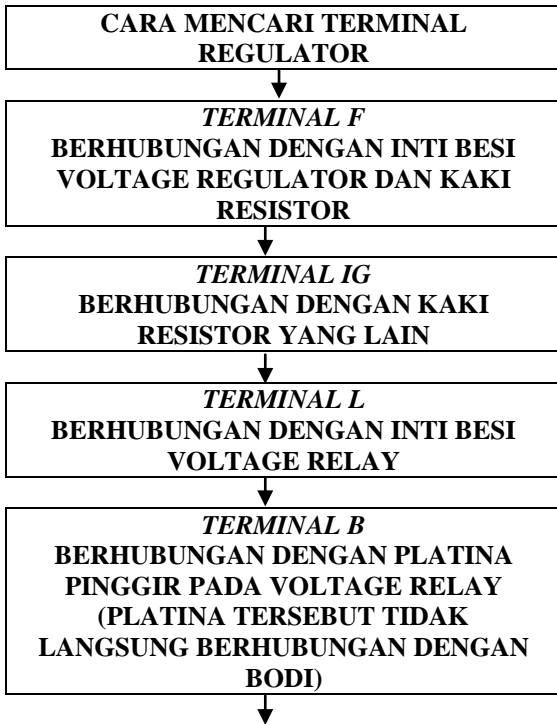 CARA MENCARI TERMINAL
REGULATOR
TERMINAL F
BERHUBUNGAN DENGAN INTI BESI
VOLTAGE REGULATOR DAN KAKI
RESISTOR
TERMINAL IG
BERHUBUNGAN DENGAN KAKI
RESISTOR YANG LAIN
TERMINAL L
BERHUBUNGAN DENGAN INTI BESI
VOLTAGE RELAY
TERMINAL B
BERHUBUNGAN DENGAN PLATINA
PINGGIR PADA VOLTAGE RELAY
(PLATINA TERSEBUT TIDAK
LANGSUNG BERHUBUNGAN DENGAN
BODI)